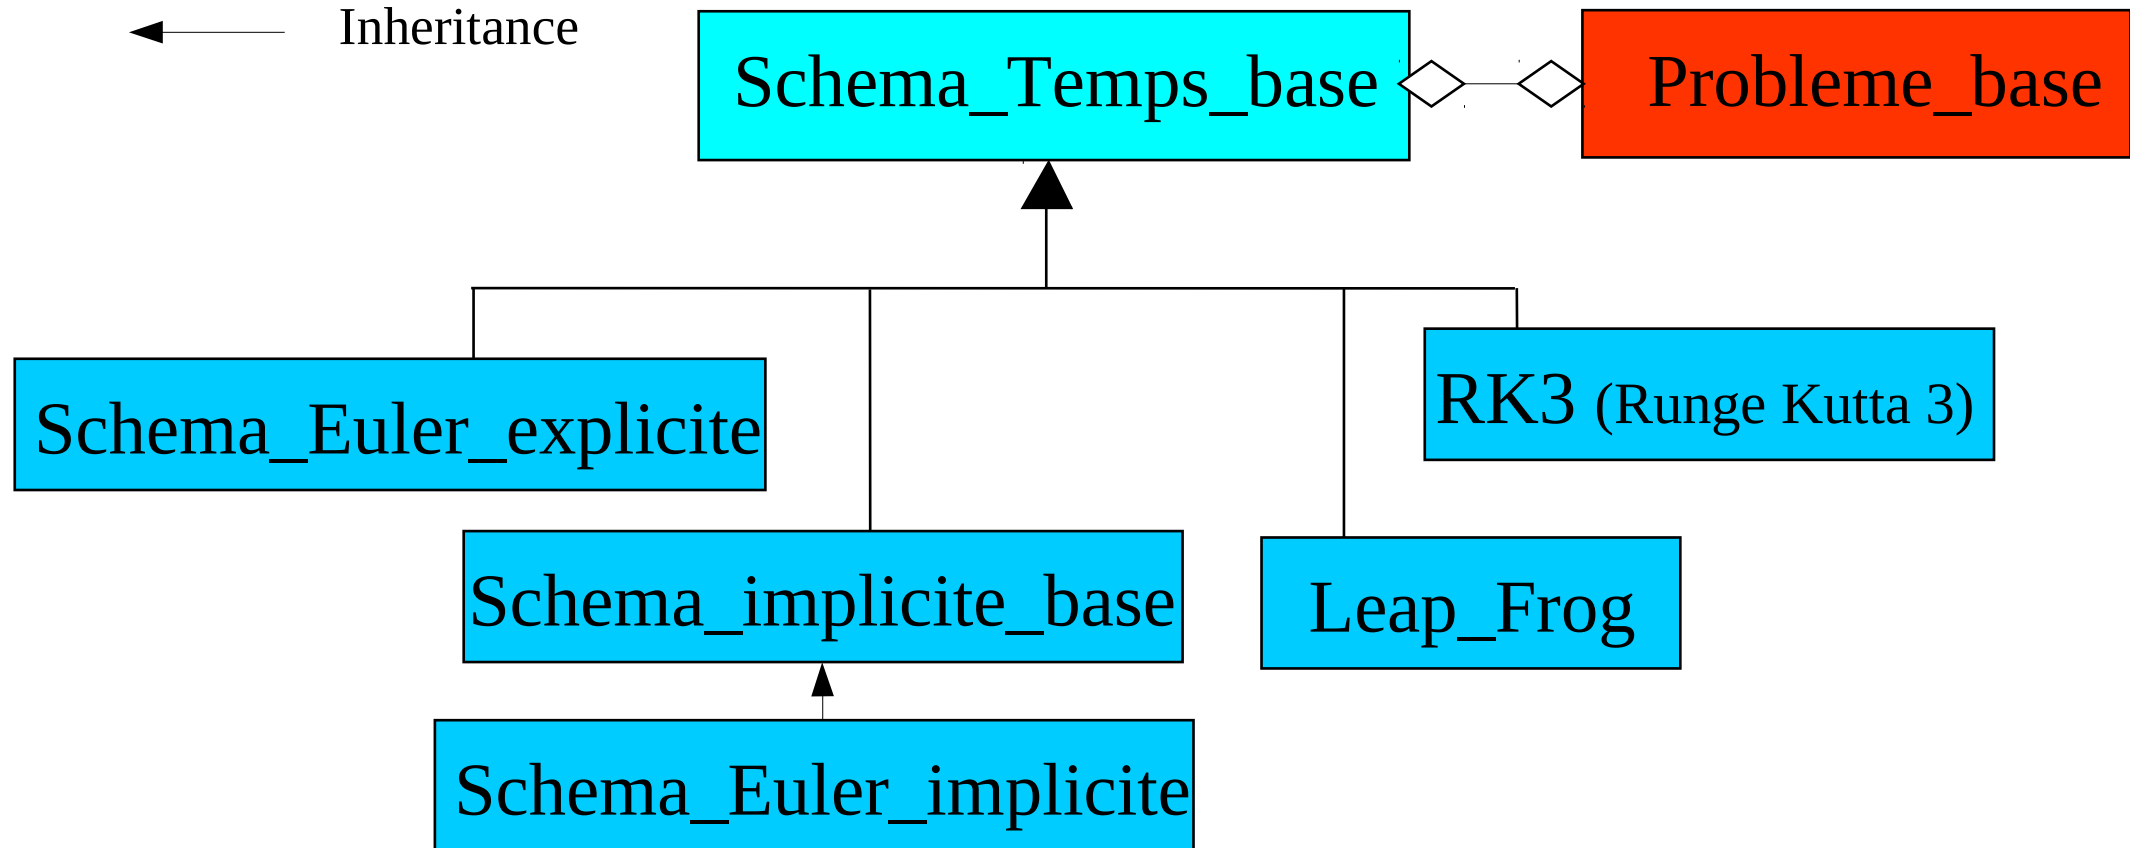 Inheritance
Schema_Temps_base
Probleme_base
Schema_Euler_explicite
RK3 (Runge Kutta 3)
Schema_implicite_base
Leap_Frog
Schema_Euler_implicite